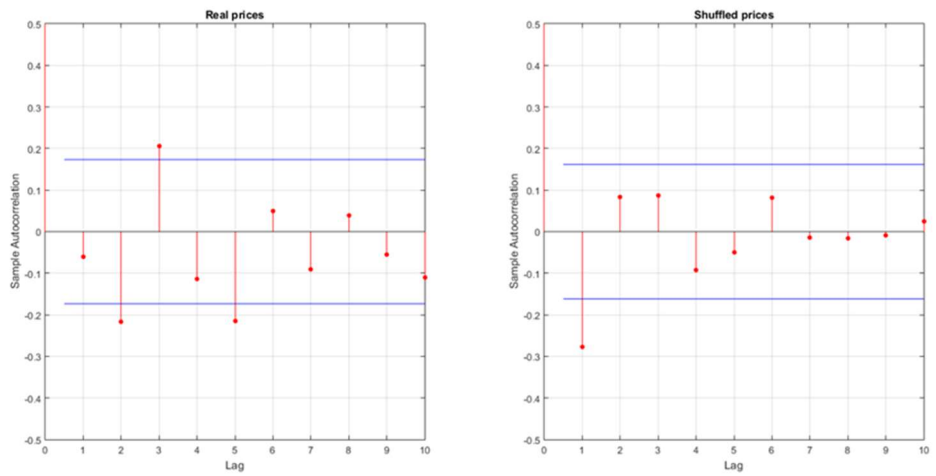 Real prices
0.5
0.4
0.3
0.2
0.1
0
-0.1
-0.2
-0.3
-0.4
-0.5
Sample Autocorrelation
0 1 2 3 4 5 6 7 8 9 10
Lag
Shuffled prices
0.5
0.4
0.3
0.2
0.1
0
-0.1
-0.2
-0.3
-0.4
-0.5
Sample Autocorrelation
0 1 2 3 4 5 6 7 8 9 10
Lag